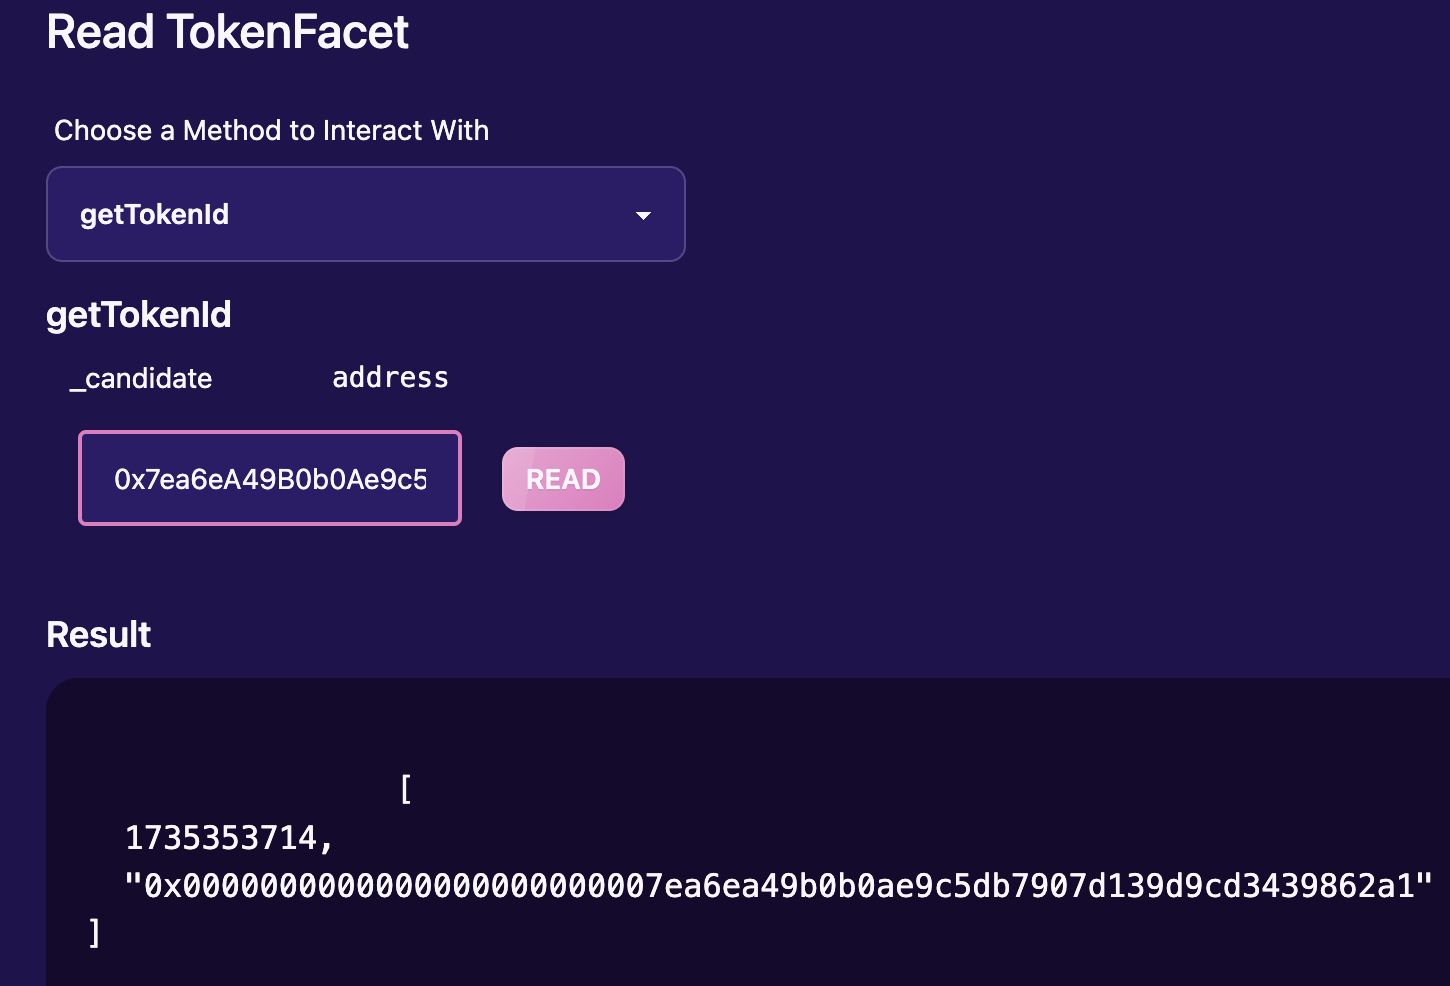 Read TokenFacet
Choose a Method to Interact With
getTokenId
getTokenId
_candidate address
0x7ea6eA49B0b0Ae9c5
READ
Result
[
1735353714,
"0x0000000000000000000000007ea6ea49b0b0ae9c5db7907d139d9cd3439862a1"
]